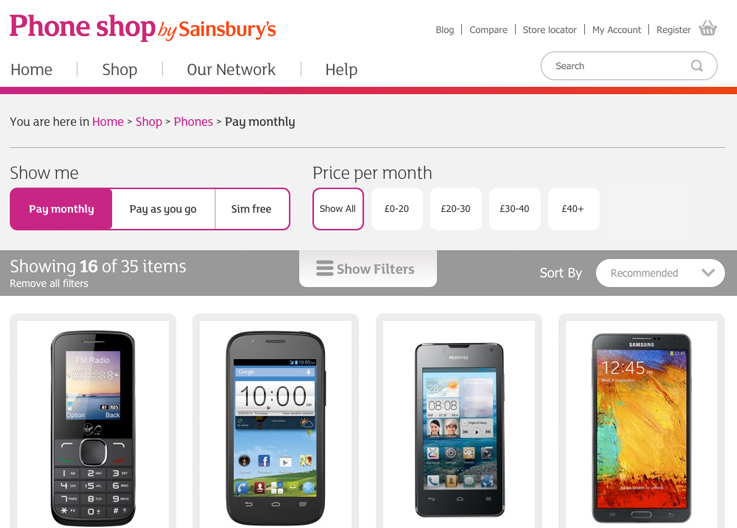 Phone shop by Sainsbury's
Blog | Compare | Store locator | My Account | Register
Home | Shop | Our Network | Help
Search
You are here in Home > Shop > Phones > Pay monthly
Show me
Price per month
Pay monthly
Pay as you go
Sim free
Show All
£0-20
£20-30
£30-40
£40+
Showing 16 of 35 items
Remove all filters
Show Filters
Sort By
Recommended
FM Radio
Option
Back
Virgin
Google
10:00
HUAWEI
08:08
SAMSUNG
12:45